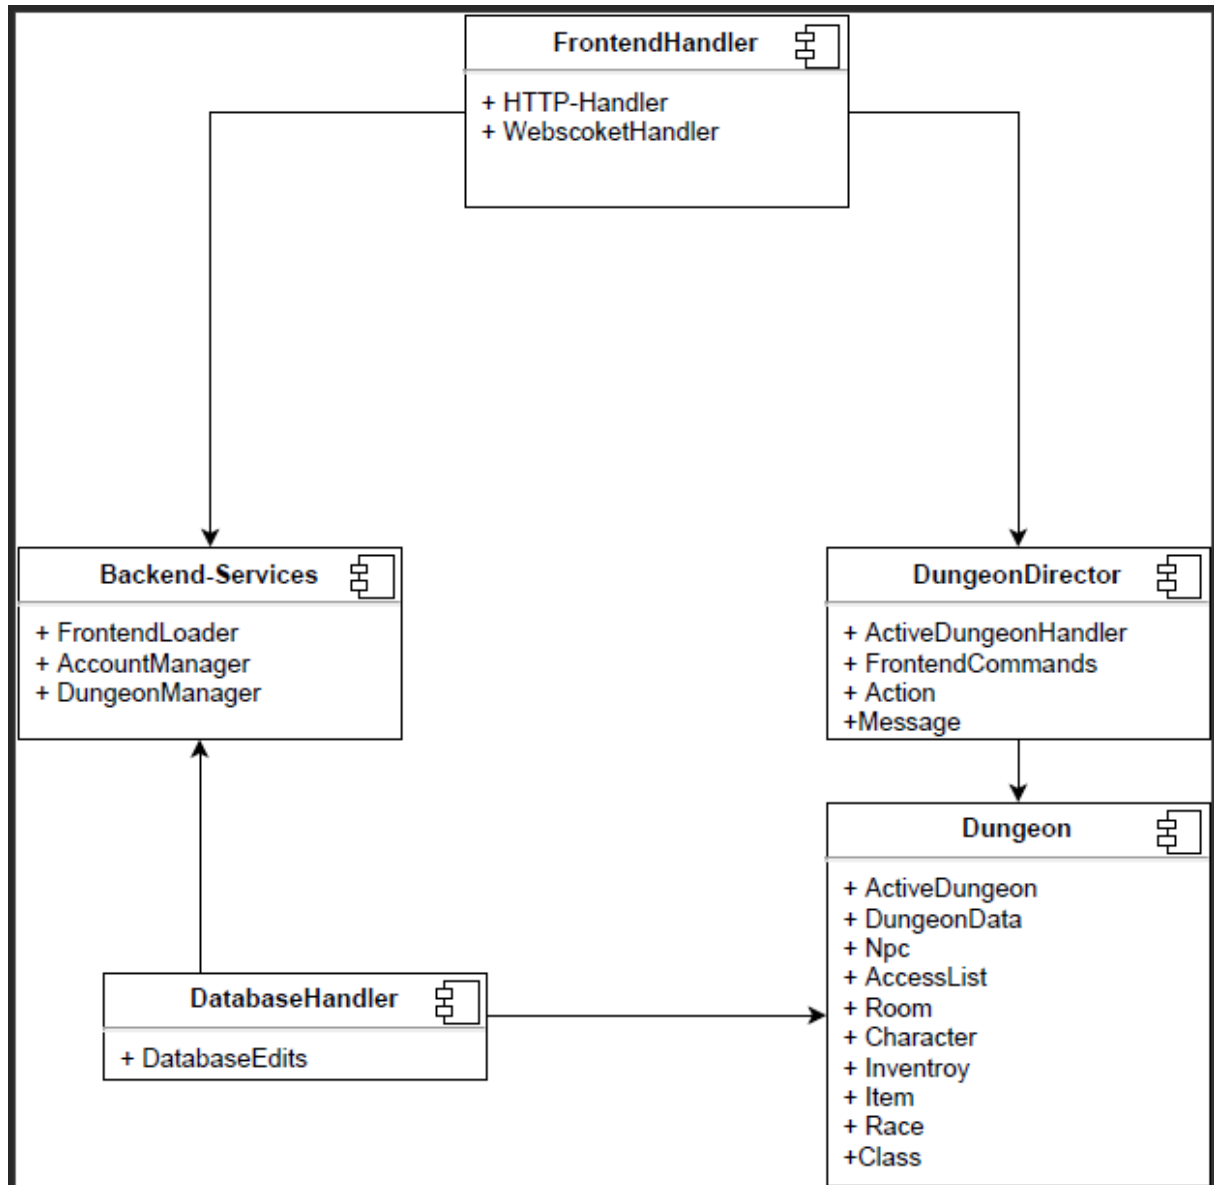 FrontendHandler
+ HTTP-Handler
+ WebscoketHandler
Backend-Services
+ FrontendLoader
+ AccountManager
+ DungeonManager
DungeonDirector
+ ActiveDungeonHandler
+ FrontendCommands
+ Action
+Message
Dungeon
+ ActiveDungeon
+ DungeonData
+ Npc
+ AccessList
+ Room
+ Character
+ Inventroy
+ Item
+ Race
+Class
DatabaseHandler
+ DatabaseEdits